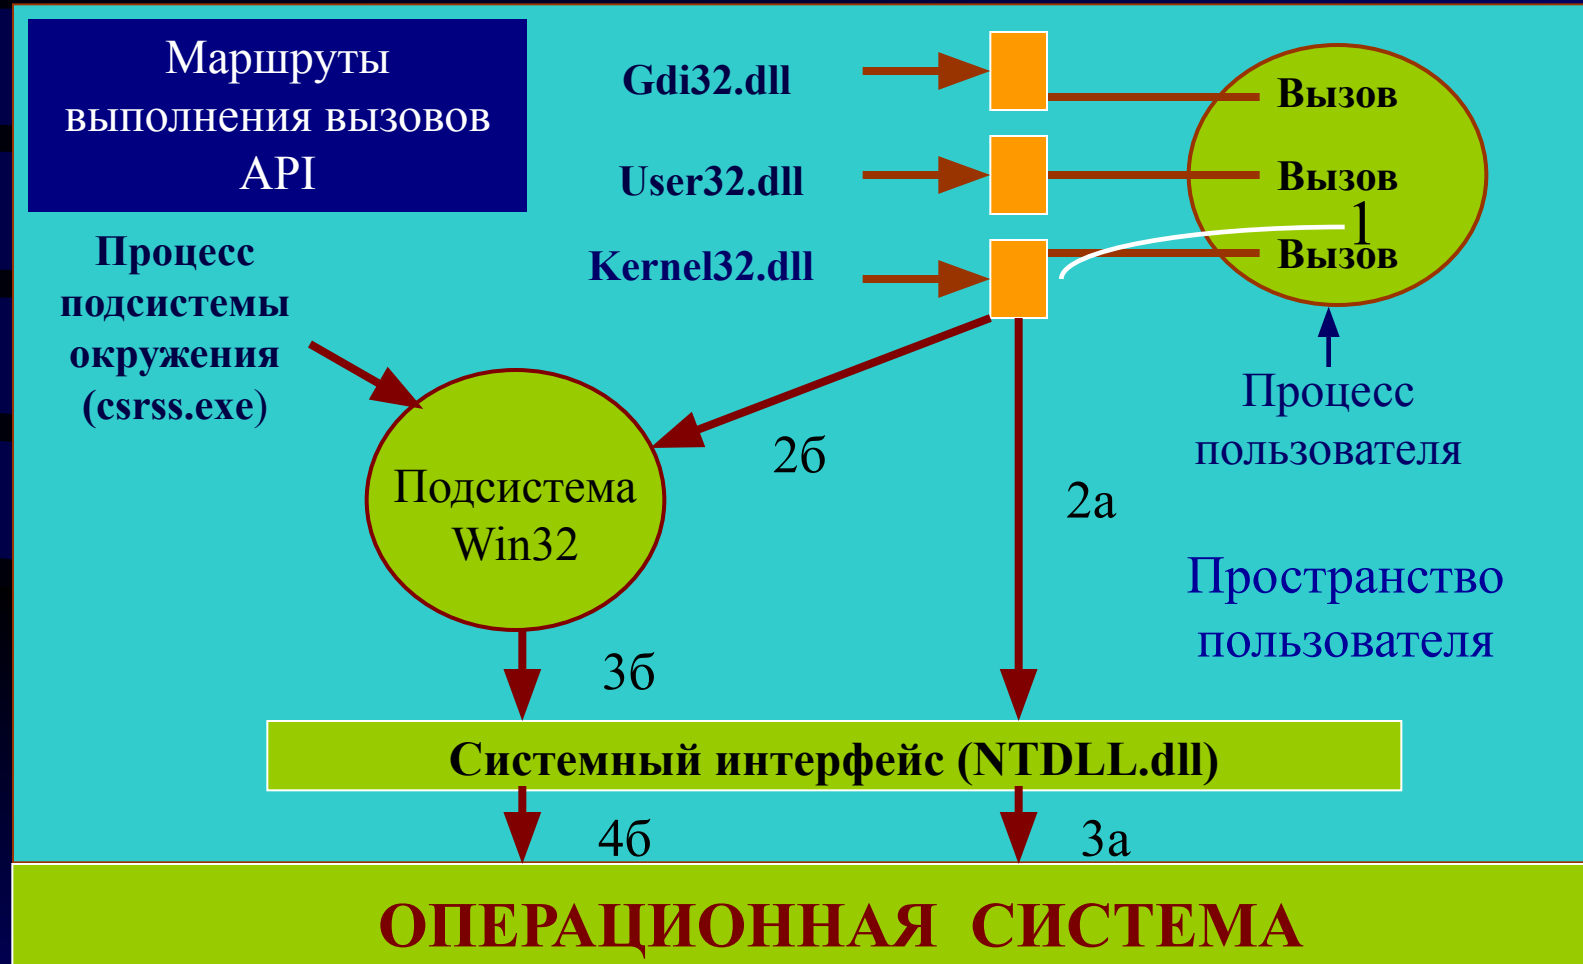 Маршруты
выполнения вызовов
API
Gdi32.dll
User32.dll
Kernel32.dll
Вызов
Вызов
1
Вызов
Процесс
подсистемы
окружения
(csrss.exe)
Процесс
пользователя
Подсистема
Win32
2б
2а
Пространство
пользователя
3б
Системный интерфейс (NTDLL.dll)
4б
3а
ОПЕРАЦИОННАЯ СИСТЕМА